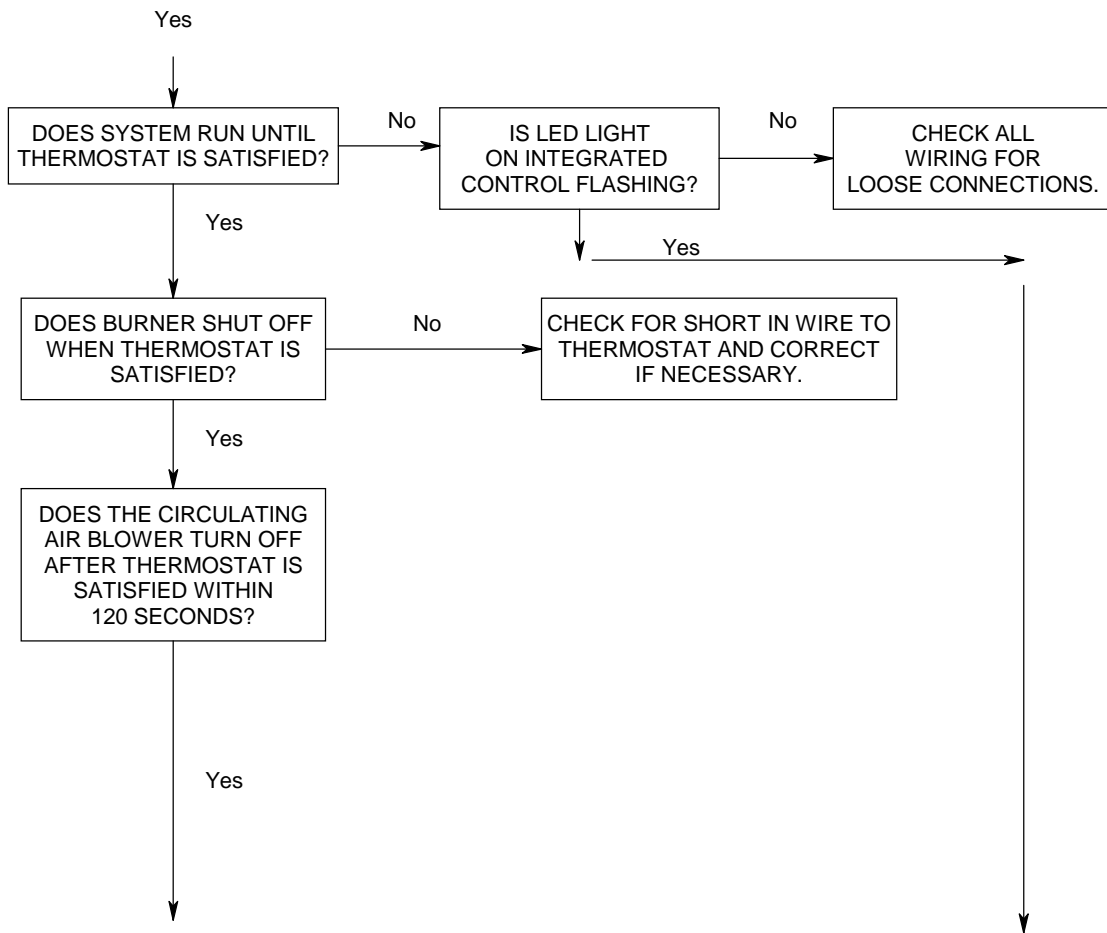 Yes
DOES SYSTEM RUN UNTIL
THERMOSTAT IS SATISFIED?
No
IS LED LIGHT
ON INTEGRATED
CONTROL FLASHING?
No
CHECK ALL
WIRING FOR
LOOSE CONNECTIONS.
Yes
Yes
DOES BURNER SHUT OFF
WHEN THERMOSTAT IS
SATISFIED?
No
CHECK FOR SHORT IN WIRE TO
THERMOSTAT AND CORRECT
IF NECESSARY.
Yes
DOES THE CIRCULATING
AIR BLOWER TURN OFF
AFTER THERMOSTAT IS
SATISFIED WITHIN
120 SECONDS?
Yes